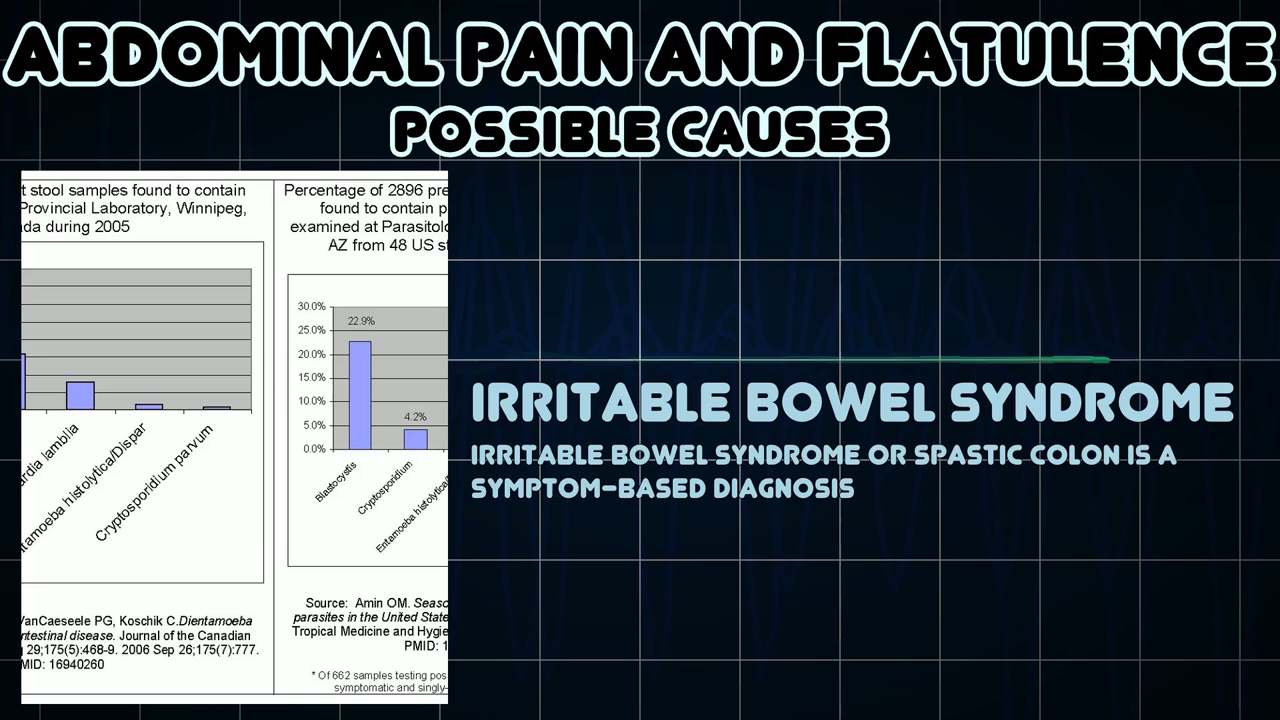 ABDOMINAL PAIN AND FLATULENCE
POSSIBLE CAUSES
t stool samples found to contain
Provincial Laboratory, Winnipeg,
da during 2005
rdia lamblia
tamoeba histolytica/Dispar
Cryptosporidium parvum
VanCaeseele PG, Koschik C.Dientamoeba
ntestinal disease. Journal of the Canadian
29;175(5):468-9. 2006 Sep 26;175(7):777.
MID: 16940260
Percentage of 2896 pre
found to contain p
examined at Parasitolo
AZ from 48 US st
30.0%
25.0%
20.0%
15.0%
10.0%
5.0%
0.0%
22.9%
4.2%
Blastocystis
Cryptosporidium
Entamoeba histolytica/
Source: Amin OM. Seaso
parasites in the United State
Tropical Medicine and Hygie
PMID: 1
* Of 662 samples testing pos
symptomatic and singly-
IRRITABLE BOWEL SYNDROME
IRRITABLE BOWEL SYNDROME OR SPASTIC COLON IS A
SYMPTOM-BASED DIAGNOSIS